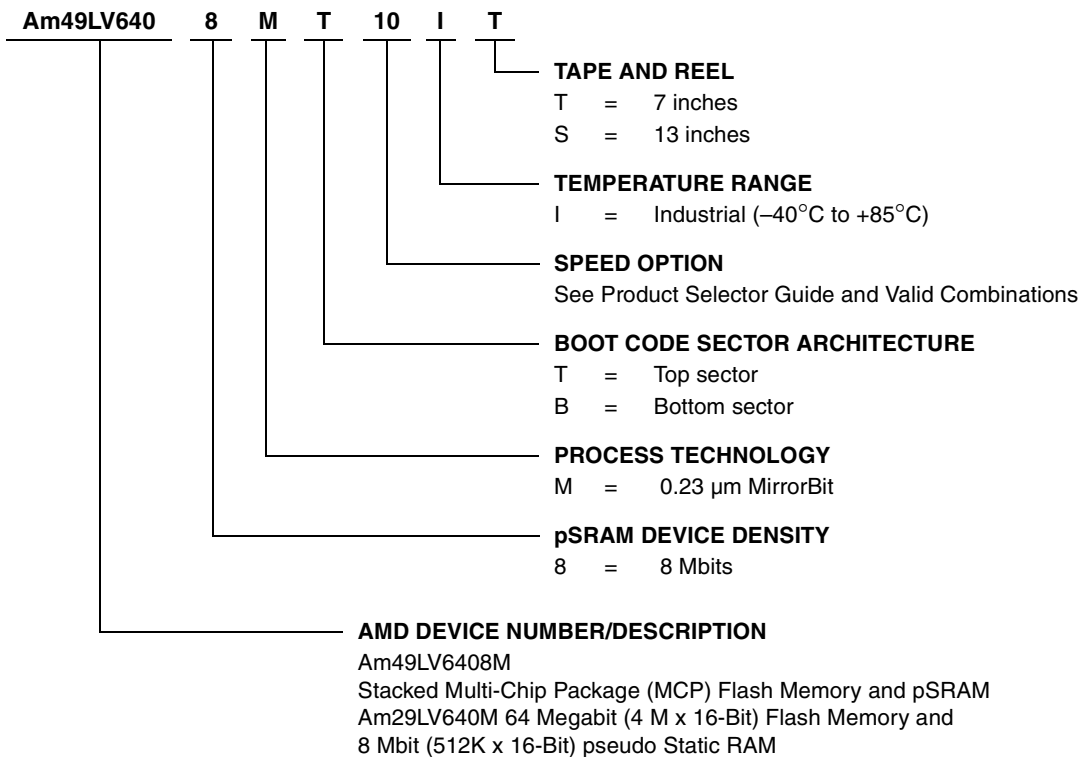 Am49LV640 8 M T 10 I T
TAPE AND REEL
T = 7 inches
S = 13 inches
TEMPERATURE RANGE
I = Industrial (–40°C to +85°C)
SPEED OPTION
See Product Selector Guide and Valid Combinations
BOOT CODE SECTOR ARCHITECTURE
T = Top sector
B = Bottom sector
PROCESS TECHNOLOGY
M = 0.23 µm MirrorBit
pSRAM DEVICE DENSITY
8 = 8 Mbits
AMD DEVICE NUMBER/DESCRIPTION
Am49LV6408M
Stacked Multi-Chip Package (MCP) Flash Memory and pSRAM
Am29LV640M 64 Megabit (4 M x 16-Bit) Flash Memory and
8 Mbit (512K x 16-Bit) pseudo Static RAM